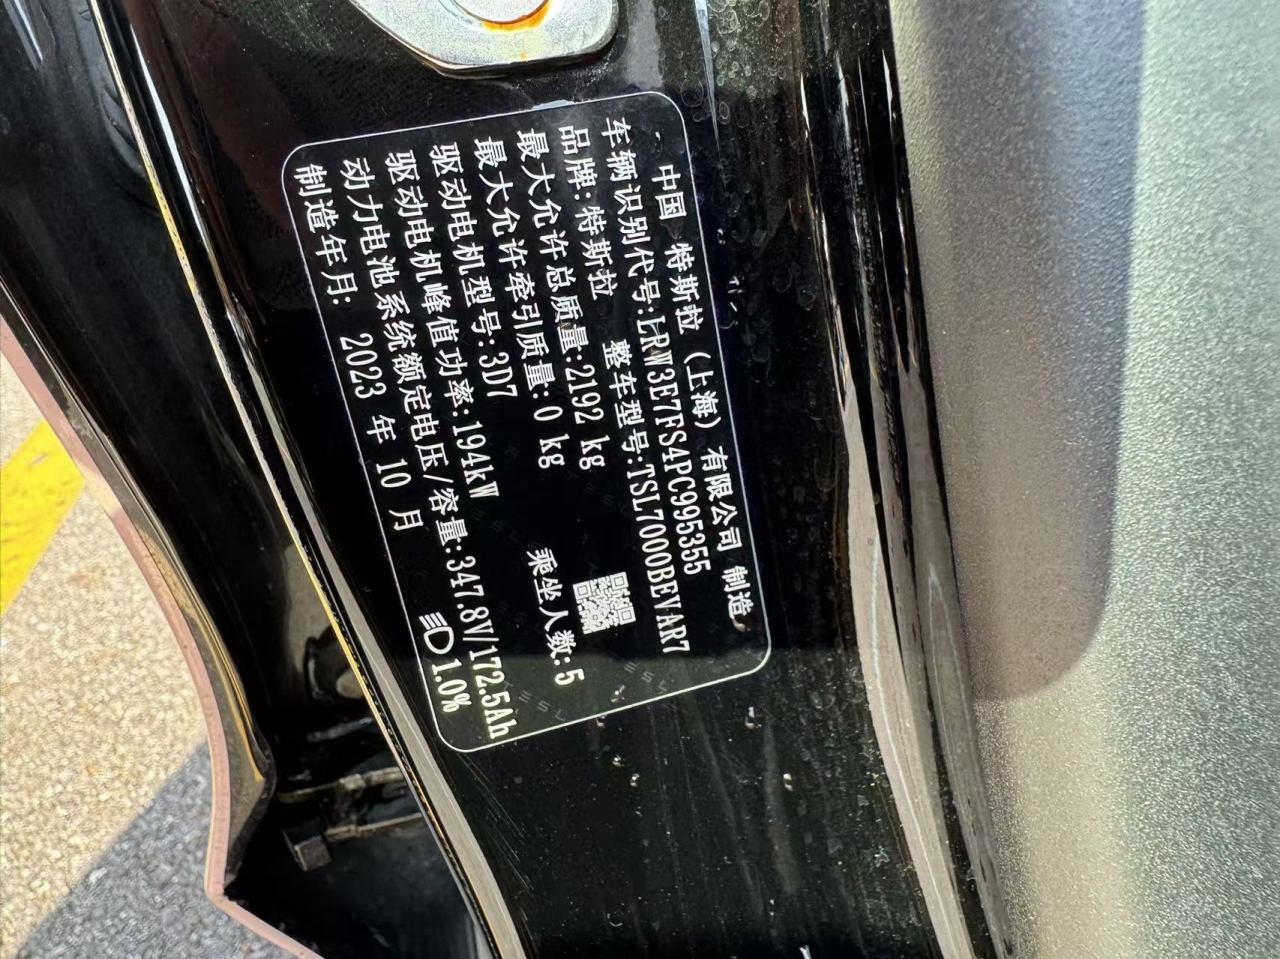 中国 特斯拉（上海）有限公司 制造
车辆识别代号:LRW3E7FS4PC995355
品牌:特斯拉 整车型号:TSL7000BEVAR7
最大允许总质量:2192 kg
最大允许牵引质量:0 kg 乘坐人数:5
驱动电机型号:3D7
驱动电机峰值功率:194kW
动力电池系统额定电压/容量:347.8V/172.5Ah
制造年月: 2023 年 10 月 1.0%